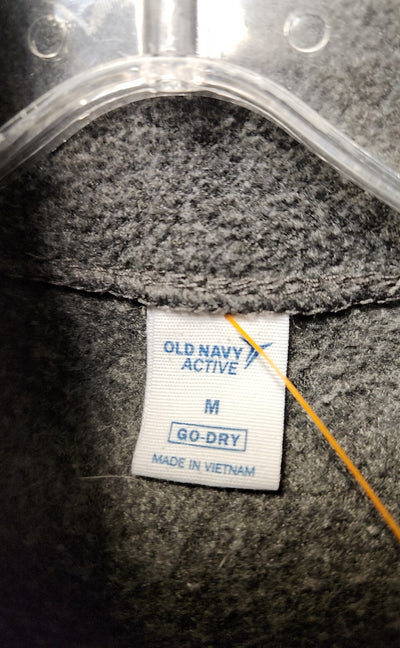 OLD NAVY
ACTIVE
M
GO-DRY
MADE IN VIETNAM